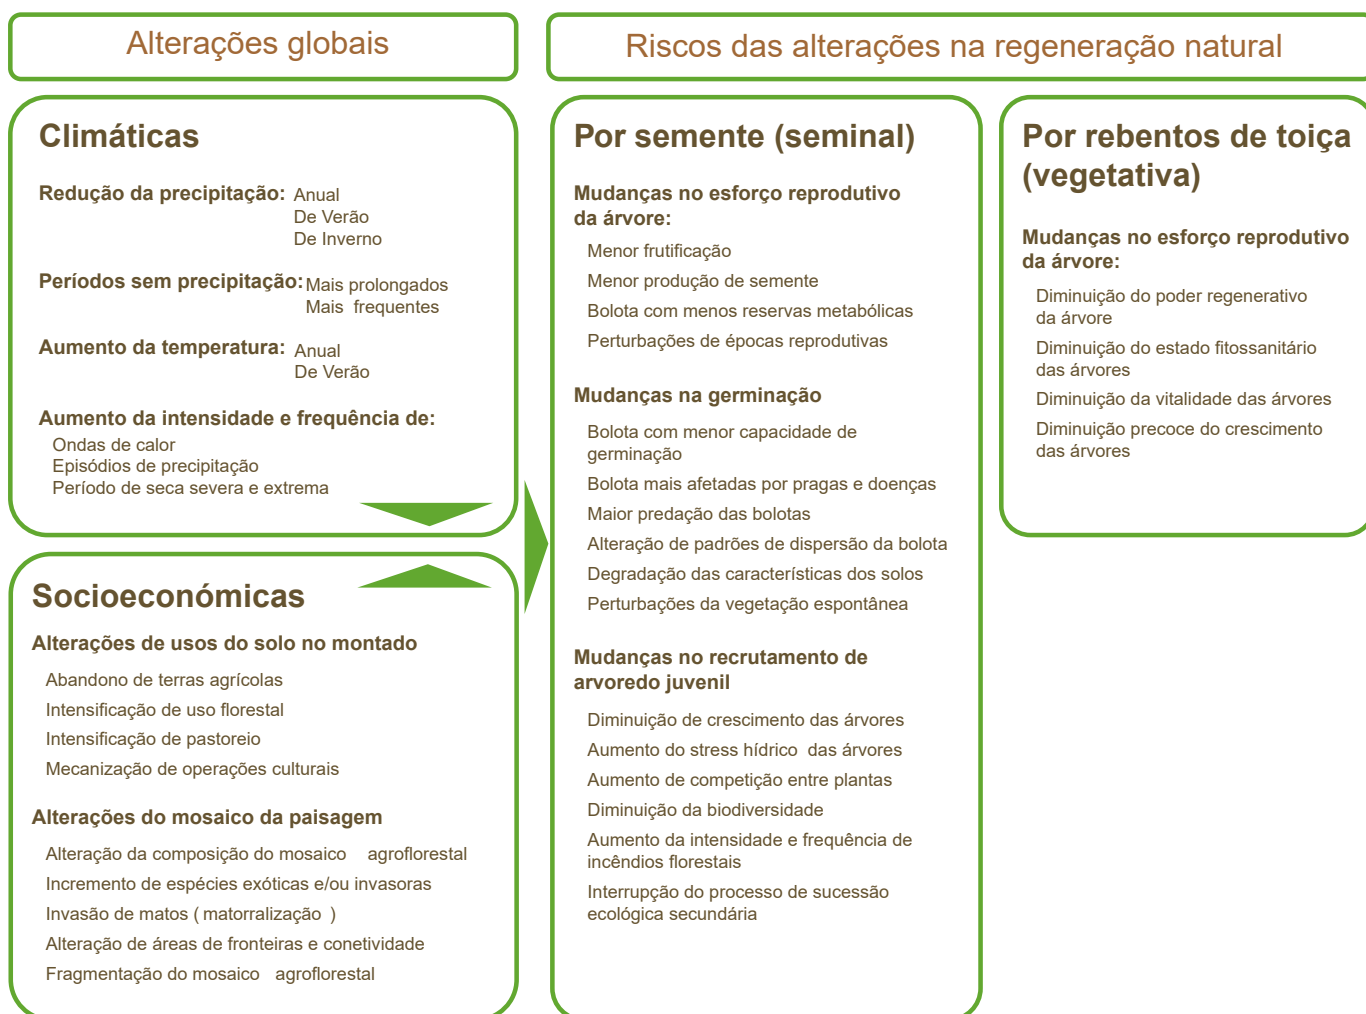 Alterações globais
Riscos das alterações na regeneração natural
Climáticas
Redução da precipitação: Anual
De Verão
De Inverno
Períodos sem precipitação: Mais prolongados
Mais frequentes
Aumento da temperatura: Anual
De Verão
Aumento da intensidade e frequência de:
Ondas de calor
Episódios de precipitação
Período de seca severa e extrema
Socioeconómicas
Alterações de usos do solo no montado
Abandono de terras agrícolas
Intensificação de uso florestal
Intensificação de pastoreio
Mecanização de operações culturais
Alterações do mosaico da paisagem
Alteração da composição do mosaico agroflorestal
Incremento de espécies exóticas e/ou invasoras
Invasão de matos ( matorralização )
Alteração de áreas de fronteiras e conetividade
Fragmentação do mosaico agroflorestal
Por semente (seminal)
Mudanças no esforço reprodutivo
da árvore:
Menor frutificação
Menor produção de semente
Bolota com menos reservas metabólicas
Perturbações de épocas reprodutivas
Mudanças na germinação
Bolota com menor capacidade de
germinação
Bolota mais afetadas por pragas e doenças
Maior predação das bolotas
Alteração de padrões de dispersão da bolota
Degradação das características dos solos
Perturbações da vegetação espontânea
Mudanças no recrutamento de
arvoredo juvenil
Diminuição de crescimento das árvores
Aumento do stress hídrico das árvores
Aumento de competição entre plantas
Diminuição da biodiversidade
Aumento da intensidade e frequência de
incêndios florestais
Interrupção do processo de sucessão
ecológica secundária
Por rebentos de toiça
(vegetativa)
Mudanças no esforço reprodutivo
da árvore:
Diminuição do poder regenerativo
da árvore
Diminuição do estado fitossanitário
das árvores
Diminuição da vitalidade das árvores
Diminuição precoce do crescimento
das árvores